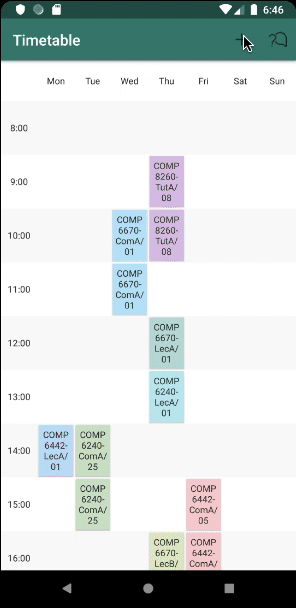 6:46
Timetable
Mon Tue Wed Thu Fri Sat Sun
8:00
9:00
COMP
8260-
TutA/
08
10:00
COMP
6670-
ComA/
01
COMP
8260-
TutA/
08
11:00
COMP
6670-
ComA/
01
12:00
COMP
6670-
LecA/
01
13:00
COMP
6240-
LecA/
01
14:00
COMP
6442-
LecA/
01
COMP
6240-
ComA/
25
15:00
COMP
6240-
ComA/
25
COMP
6442-
ComA/
05
16:00
COMP
6670-
LecB/
COMP
6442-
ComA/